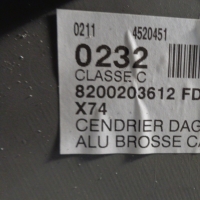 0211 4520451
0232
CLASSE C
8200203612 FD
X74
CENDRIER DAG
ALU BROSSE CA